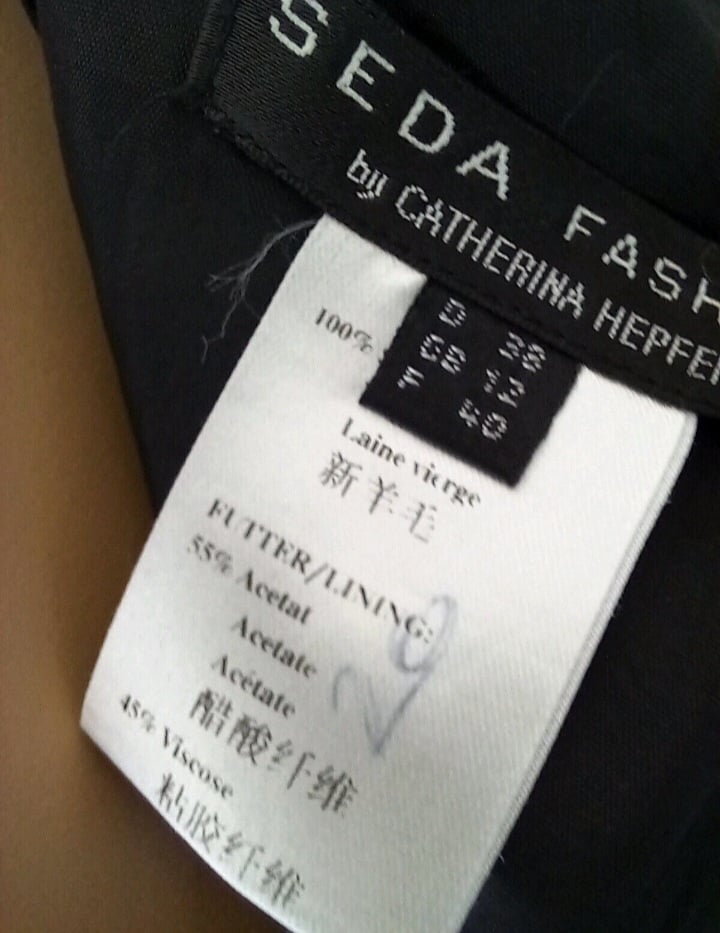 SEDA FASH
by CATHERINA HEPFE
D 38
GB 12
F 40
100%
Laine vierge
新羊毛
FUTTER/LINING:
55% Acetat
Acetate
Acétate
醋酸纤维
45% Viscose
粘胶纤维
29